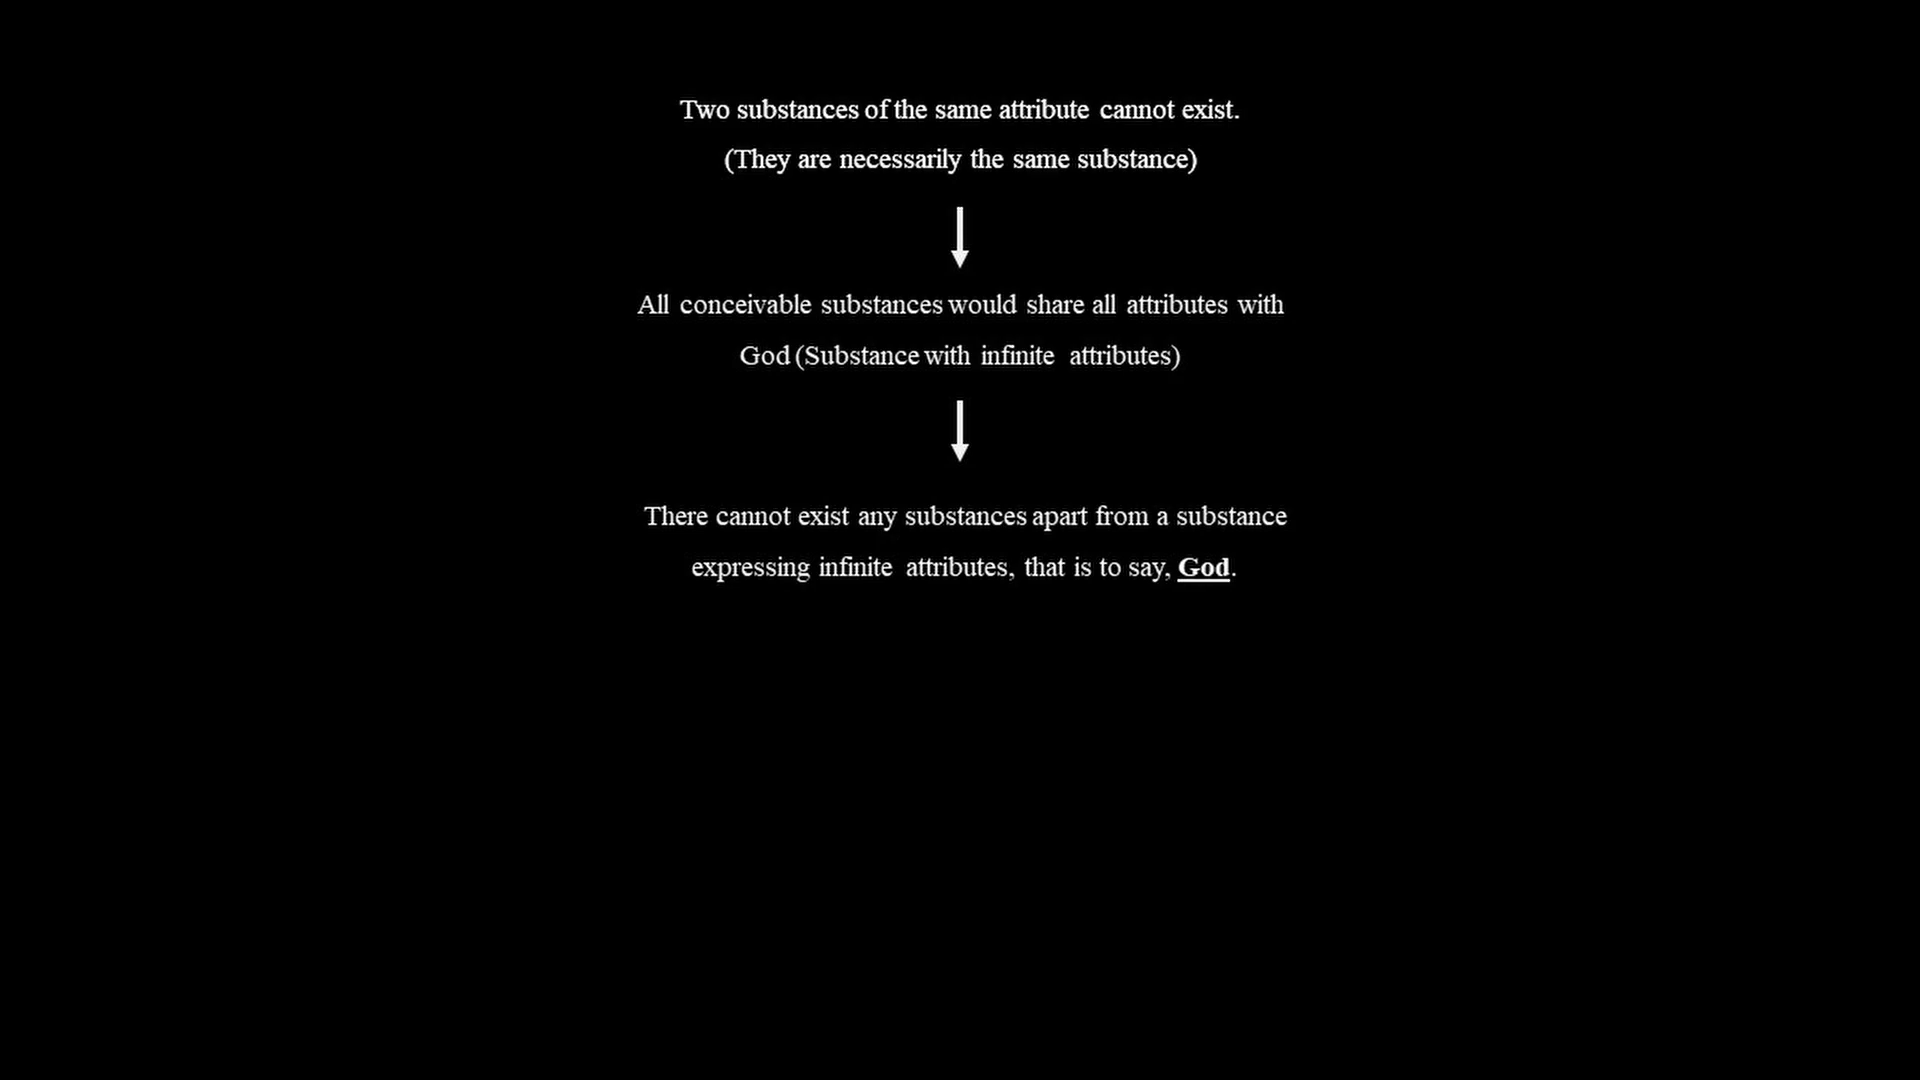 Two substances of the same attribute cannot exist.
(They are necessarily the same substance)
All conceivable substances would share all attributes with
God (Substance with infinite attributes)
There cannot exist any substances apart from a substance
expressing infinite attributes, that is to say, God.